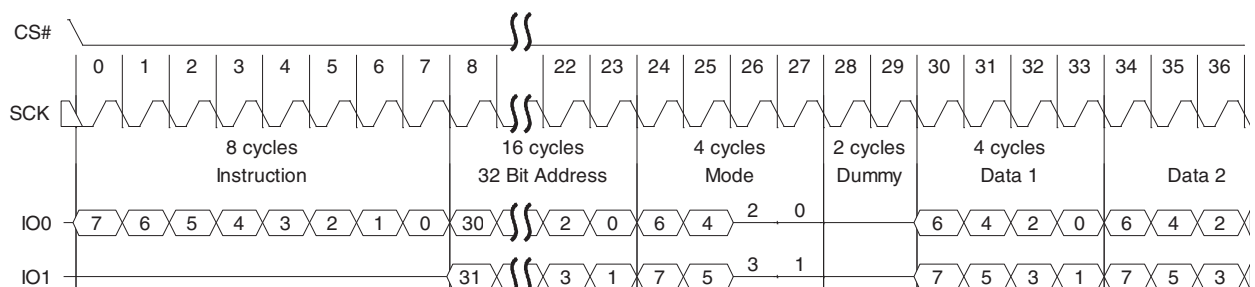 CS#
0 1 2 3 4 5 6 7 8 22 23 24 25 26 27 28 29 30 31 32 33 34 35 36
SCK
8 cycles 16 cycles 4 cycles 2 cycles 4 cycles
Instruction 32 Bit Address Mode Dummy Data 1 Data 2
IO0 7 6 5 4 3 2 1 0 30 2 0 6 4 2 0 6 4 2 0 6 4 2
IO1 31 3 1 7 5 3 1 7 5 3 1 7 5 3